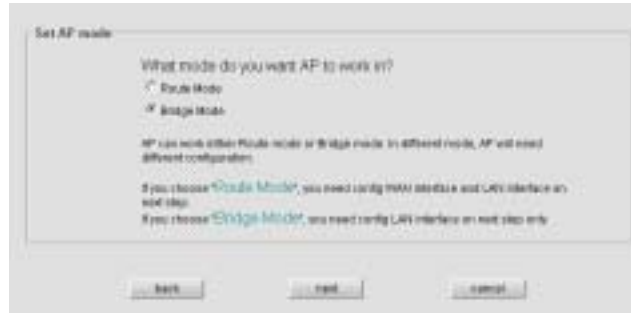 Set AP mode
What mode do you want AP to work in?
Route Mode
Bridge Mode
AP can work either Route mode or Bridge mode. In different mode, AP will need
different configuration.
If you choose "Route Mode", you need config WAN interface and LAN interface on
next step.
If you choose "Bridge Mode", you need config LAN interface on next step only.
back
next
cancel